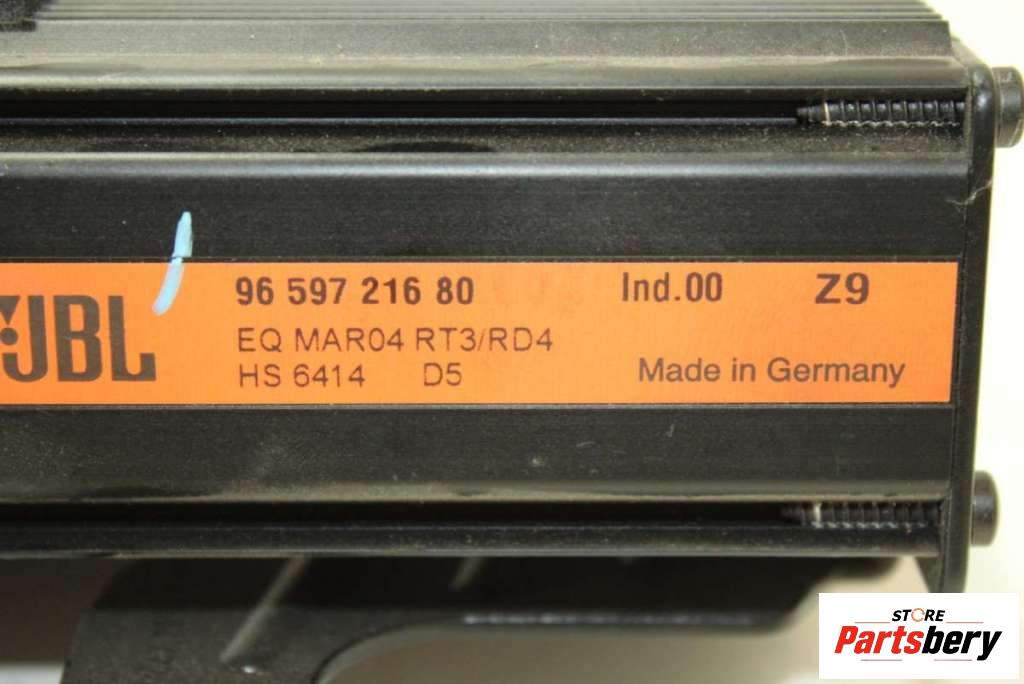 JBL
96 597 216 80 Ind.00 Z9
EQ MAR04 RT3/RD4
HS 6414 D5 Made in Germany
STORE
Partsbery